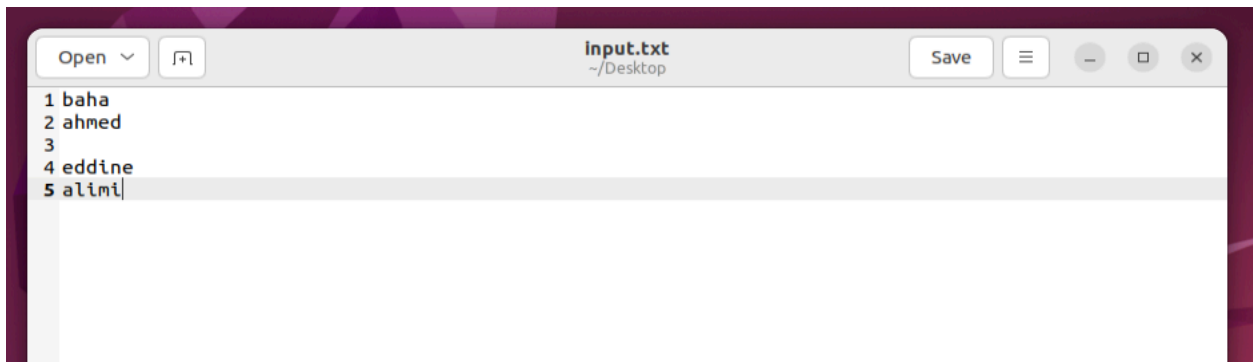 Open
input.txt
~/Desktop
Save
1 baha
2 ahmed
3
4 eddine
5 alimi